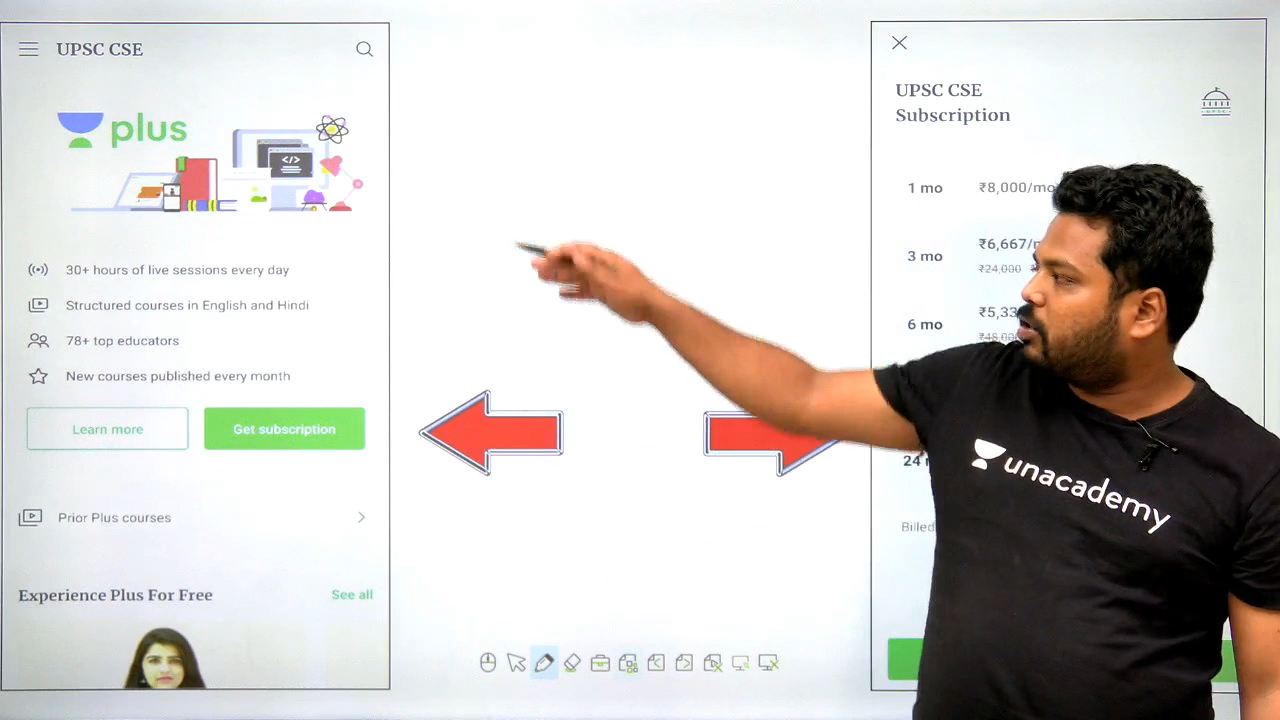 UPSC CSE
plus
</>
30+ hours of live sessions every day
Structured courses in English and Hindi
78+ top educators
New courses published every month
Learn more
Get subscription
Prior Plus courses
Experience Plus For Free
See all
UPSC CSE
Subscription
UPSC
1 mo ₹8,000/mo
3 mo ₹6,667/
₹24,000
6 mo ₹5,33
₹48,000
24
Billed
unacademy